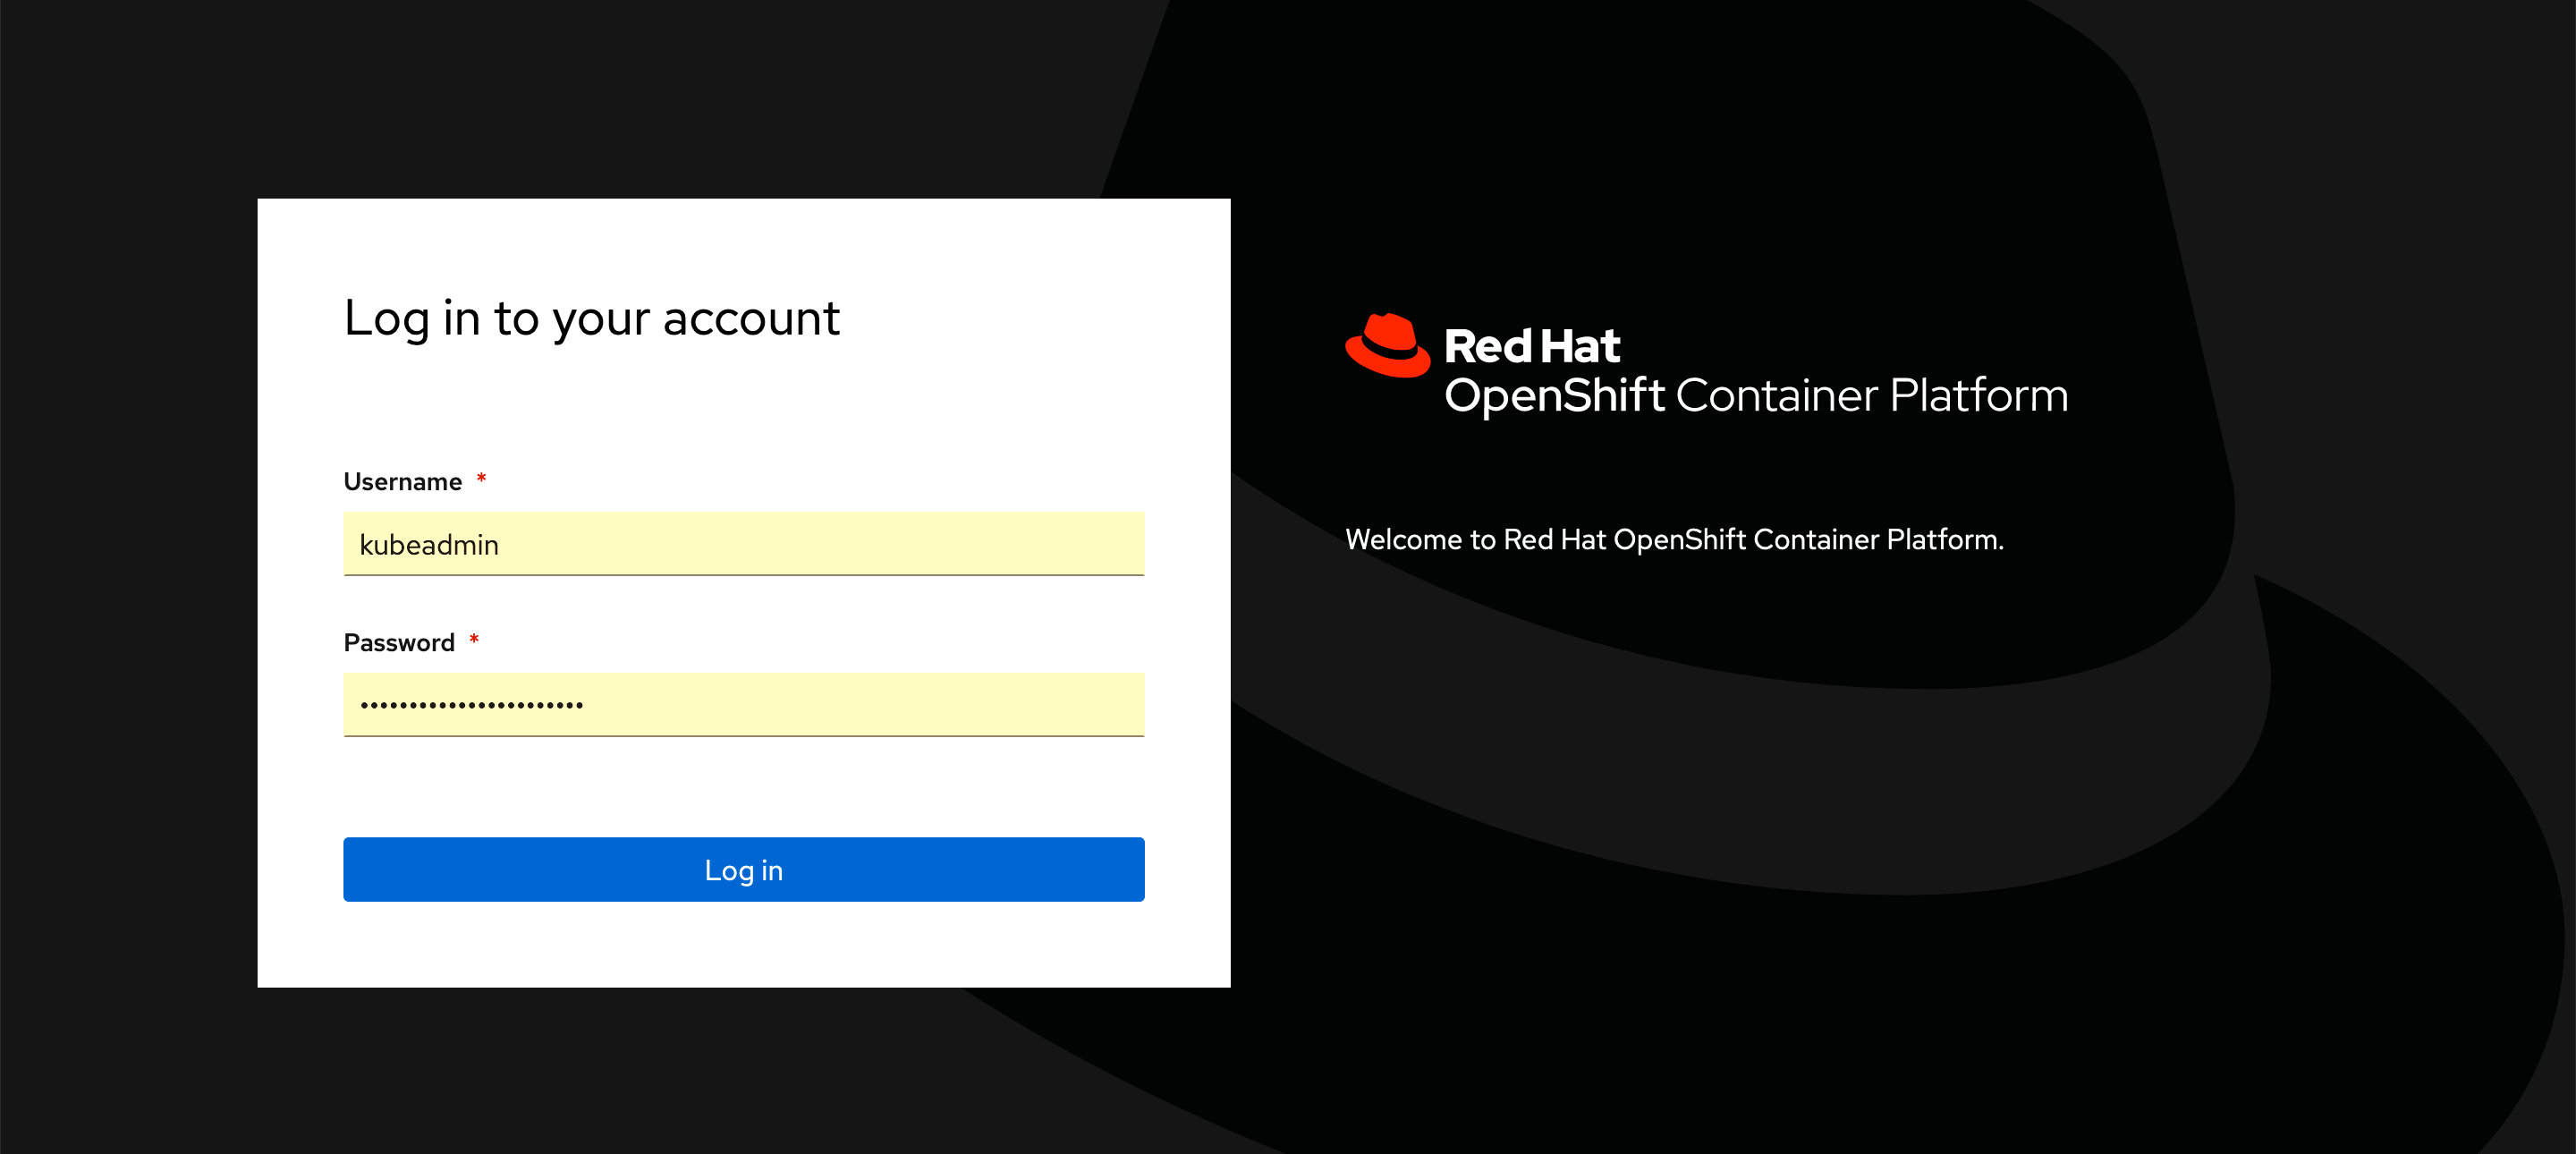 Log in to your account
Username *
kubeadmin
Password *
•••••••••••••••••••••••
Log in
Red Hat
OpenShift Container Platform
Welcome to Red Hat OpenShift Container Platform.